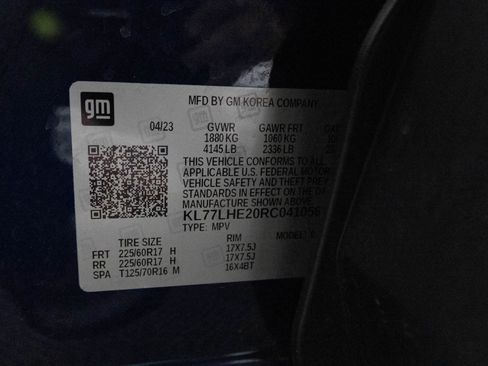 gm
MFD BY GM KOREA COMPANY
04/23 GVWR GAWR FRT
1880 KG 1060 KG
4145 LB 2336 LB
THIS VEHICLE CONFORMS TO ALL
APPLICABLE U.S. FEDERAL MOTOR
VEHICLE SAFETY AND THEFT PREV
STANDARDS IN EFFECT ON THE DA
MANUFACTURE SHOWN ABOVE
KL77LHE20RC041056
TYPE: MPV MODEL:
TIRE SIZE RIM
FRT 225/60R17 H 17X7.5J
RR 225/60R17 H 17X7.5J
SPA T125/70R16 M 16X4BT